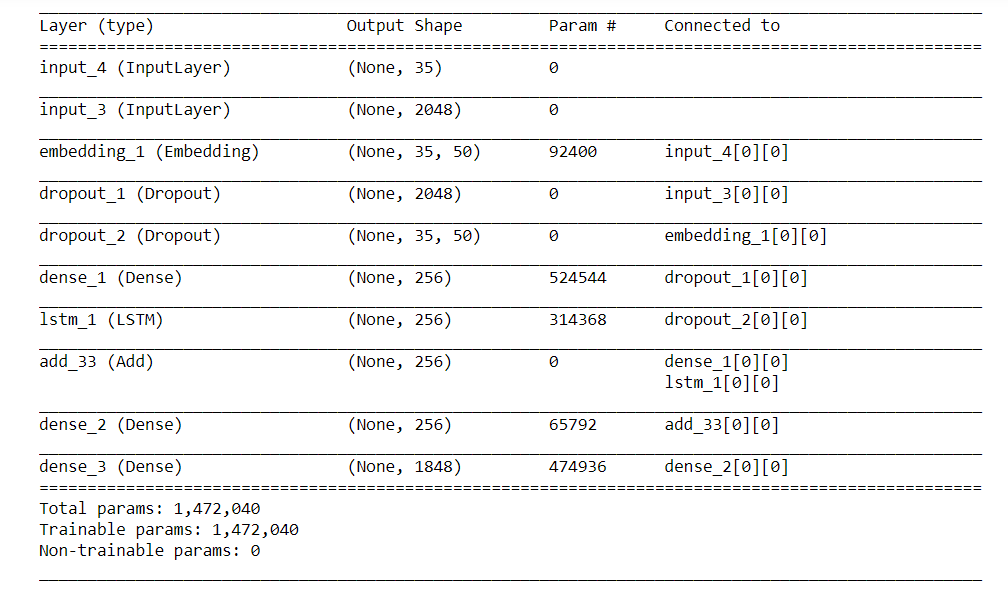 Layer (type) Output Shape Param # Connected to
input_4 (InputLayer) (None, 35) 0
input_3 (InputLayer) (None, 2048) 0
embedding_1 (Embedding) (None, 35, 50) 92400 input_4[0][0]
dropout_1 (Dropout) (None, 2048) 0 input_3[0][0]
dropout_2 (Dropout) (None, 35, 50) 0 embedding_1[0][0]
dense_1 (Dense) (None, 256) 524544 dropout_1[0][0]
lstm_1 (LSTM) (None, 256) 314368 dropout_2[0][0]
add_33 (Add) (None, 256) 0 dense_1[0][0]
lstm_1[0][0]
dense_2 (Dense) (None, 256) 65792 add_33[0][0]
dense_3 (Dense) (None, 1848) 474936 dense_2[0][0]
Total params: 1,472,040
Trainable params: 1,472,040
Non-trainable params: 0